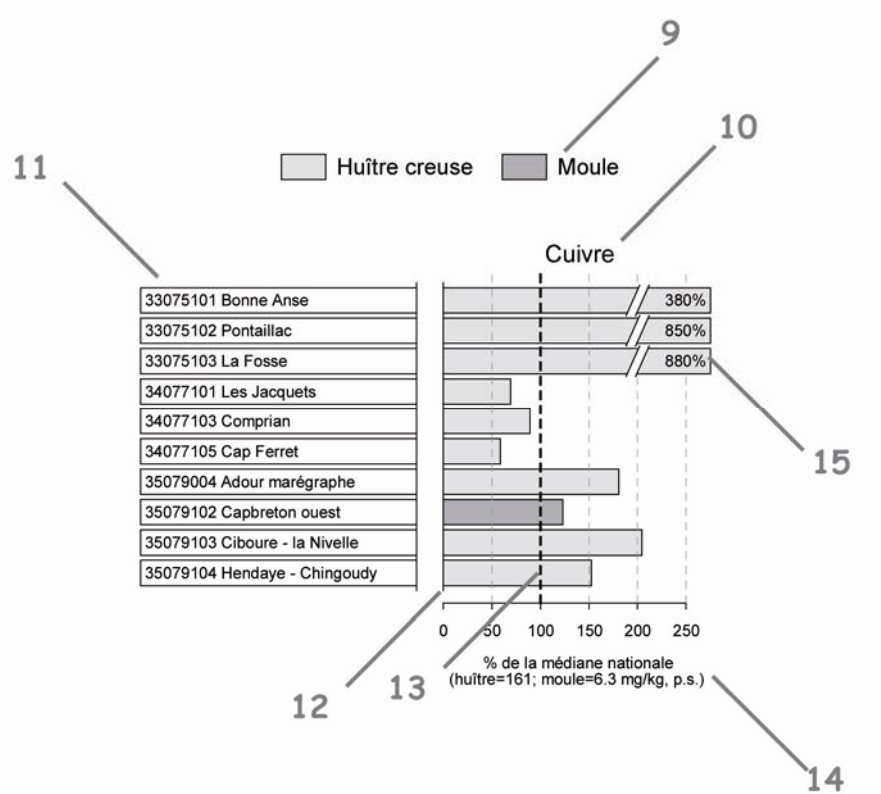 9
10
11
Huître creuse
Moule
Cuivre
33075101 Bonne Anse
380%
33075102 Pontaillac
850%
33075103 La Fosse
880%
34077101 Les Jacquets
34077103 Comprian
34077105 Cap Ferret
15
35079004 Adour marégraphe
35079102 Capbreton ouest
35079103 Ciboure - la Nivelle
35079104 Hendaye - Chingoudy
0 50 100 150 200 250
% de la médiane nationale
(huître=161; moule=6.3 mg/kg, p.s.)
12
13
14